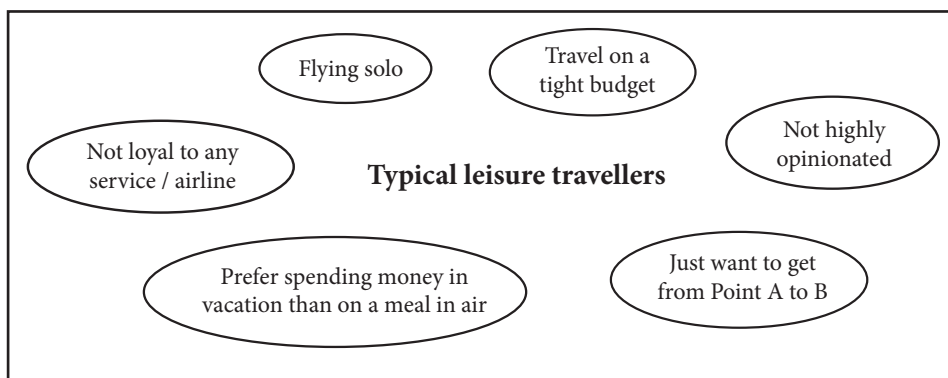 Flying solo
Travel on a
tight budget
Not highly
opinionated
Not loyal to any
service / airline
Typical leisure travellers
Prefer spending money in
vacation than on a meal in air
Just want to get
from Point A to B